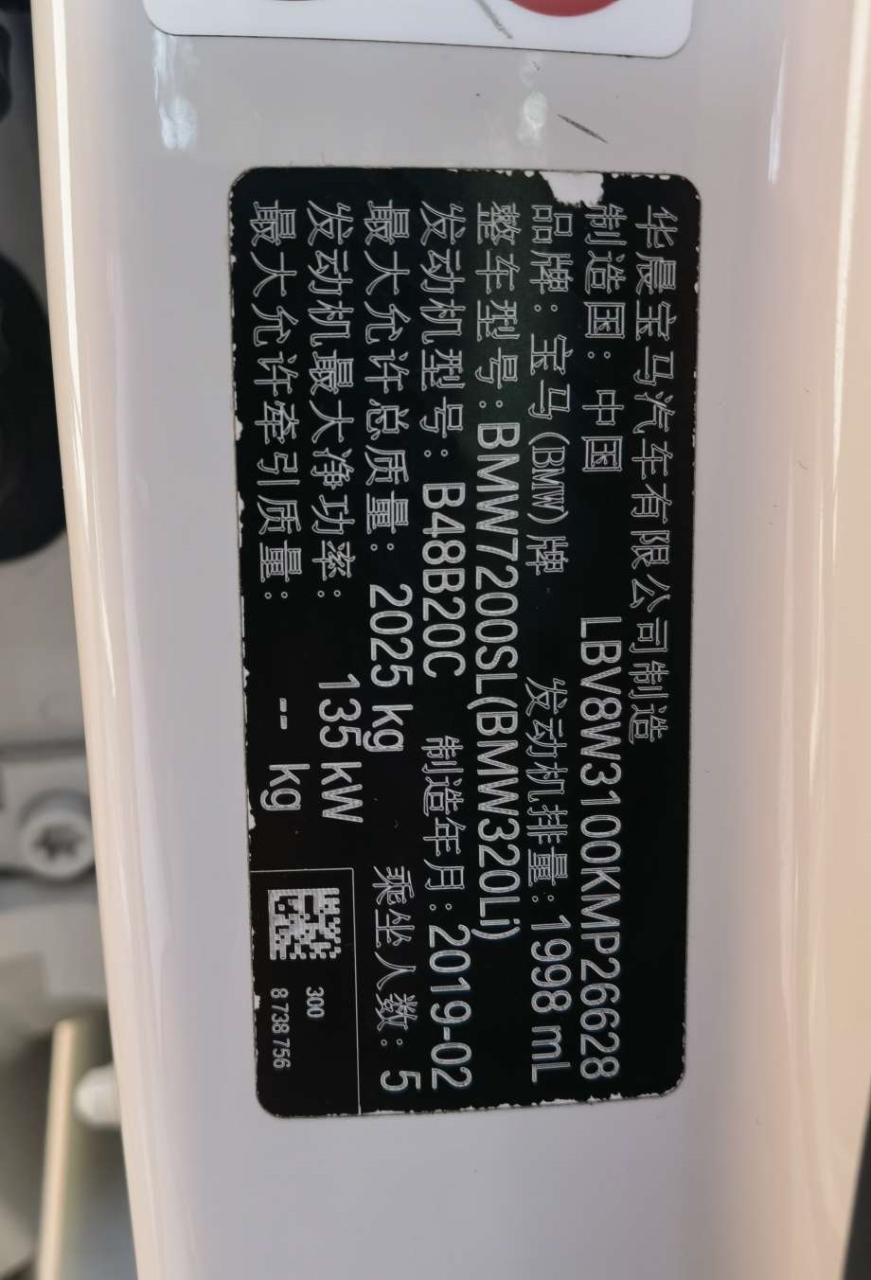 华晨宝马汽车有限公司制造
制造国：中国 LBV8W3100KMP26628
品牌：宝马(BMW)牌 发动机排量：1998 mL
整车型号：BMW7200SL(BMW320Li)
发动机型号：B48B20C 制造年月：2019-02
最大允许总质量：2025 kg 乘坐人数：5
发动机最大净功率：135 kW
最大允许牵引质量：-- kg
300
8 738 756